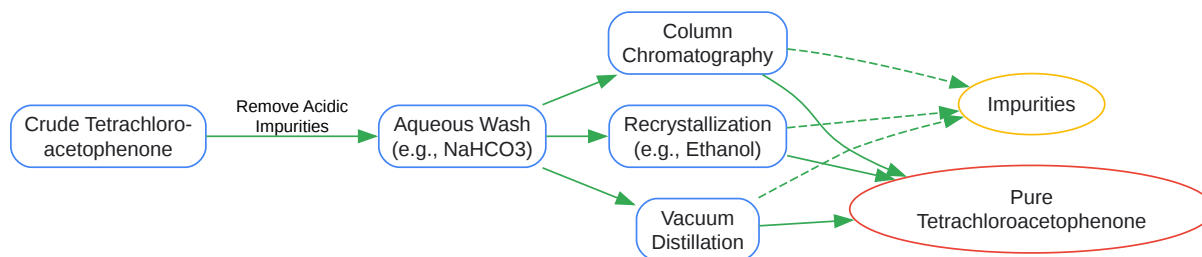 Crude Tetrachloro-
acetophenone
Remove Acidic
Impurities
Aqueous Wash
(e.g., NaHCO3)
Column
Chromatography
Recrystallization
(e.g., Ethanol)
Vacuum
Distillation
Impurities
Pure
Tetrachloroacetophenone